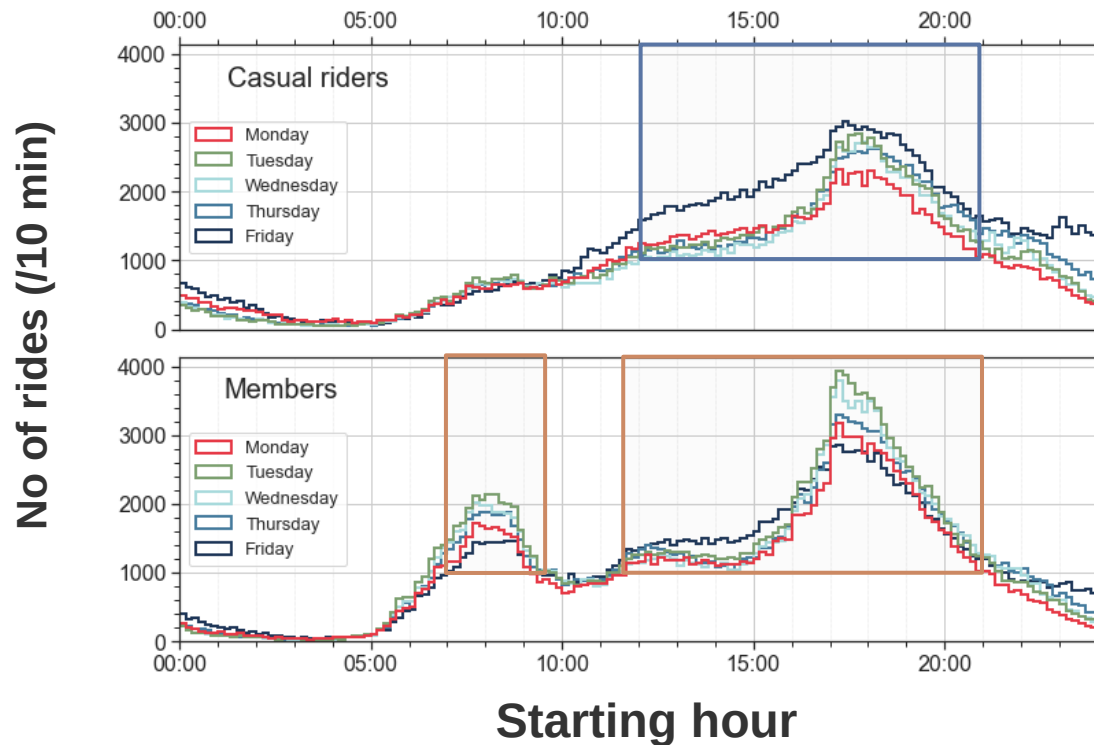 00:00 05:00 10:00 15:00 20:00
4000
Casual riders
3000
Monday
Tuesday
2000
Wednesday
Thursday
1000
Friday
0
No of rides (/10 min)
4000
Members
3000
Monday
Tuesday
2000
Wednesday
Thursday
Friday
1000
0
00:00 05:00 10:00 15:00 20:00
Starting hour